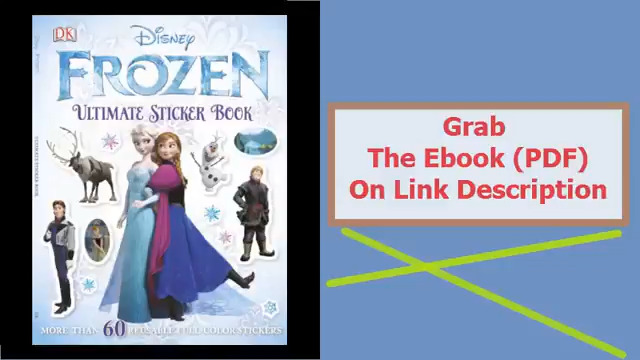 DK
Disney
FROZEN
ULTIMATE STICKER BOOK
MORE THAN 60 REUSABLE FULL-COLOR STICKERS
Grab
The Ebook (PDF)
On Link Description